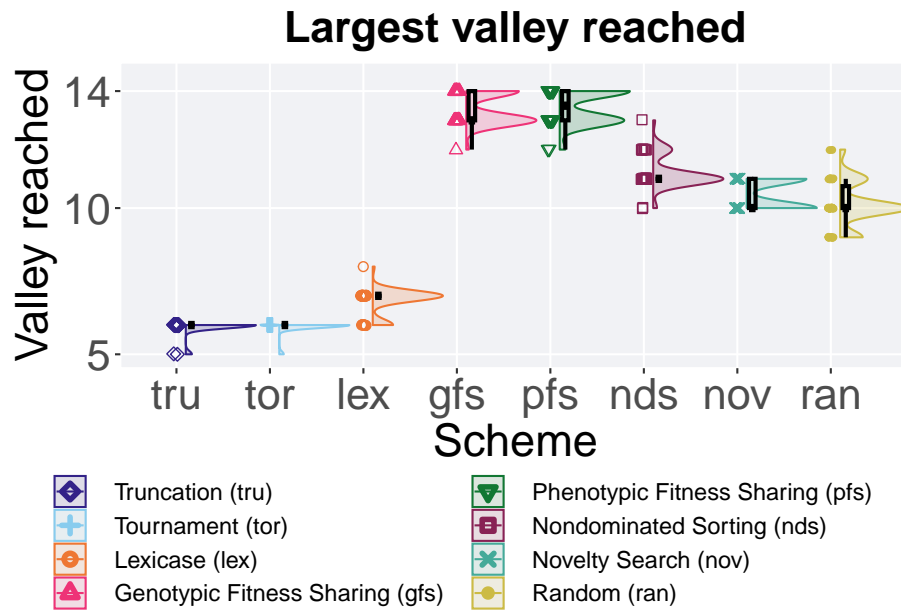 Largest valley reached
Valley reached
14
10
5
tru tor lex gfs pfs nds nov ran
Scheme
Truncation (tru)
Tournament (tor)
Lexicase (lex)
Genotypic Fitness Sharing (gfs)
Phenotypic Fitness Sharing (pfs)
Nondominated Sorting (nds)
Novelty Search (nov)
Random (ran)